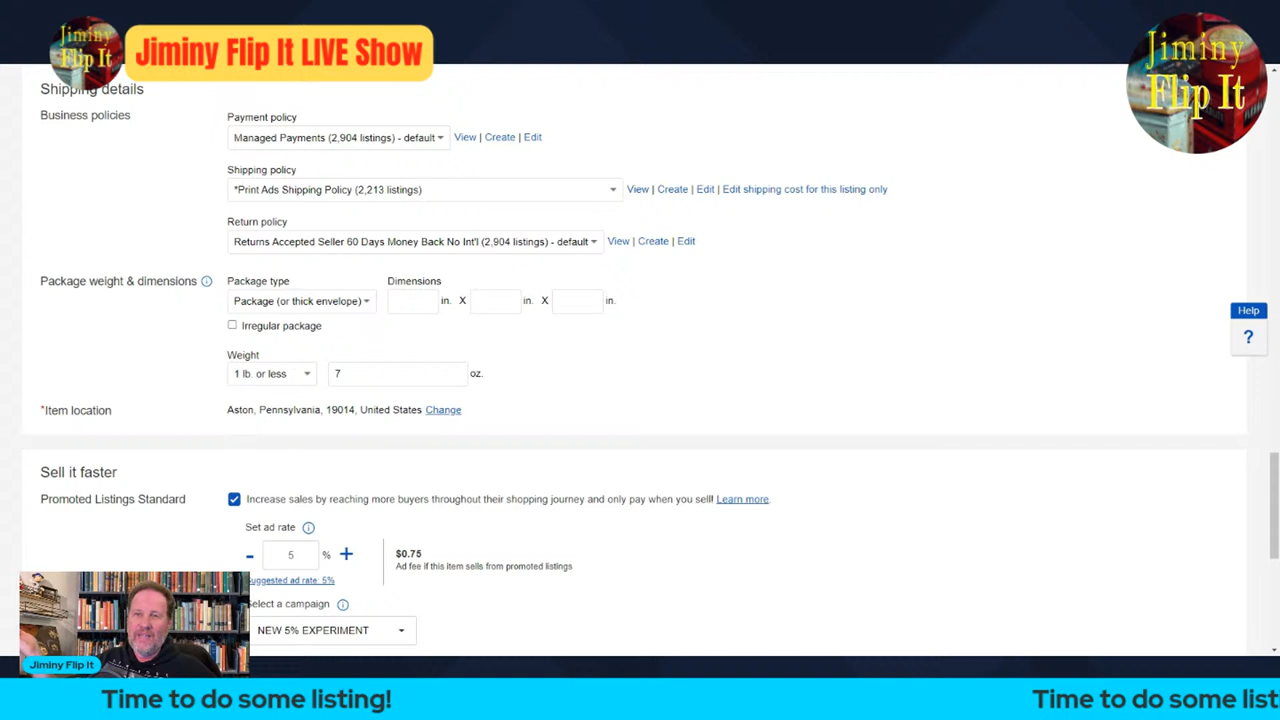 Jiminy Flip It
Jiminy Flip It LIVE Show
Jiminy
Flip It
Shipping details
Business policies
Payment policy
Managed Payments (2,904 listings) - default View | Create | Edit
Shipping policy
*Print Ads Shipping Policy (2,213 listings) View | Create | Edit | Edit shipping cost for this listing only
Return policy
Returns Accepted Seller 60 Days Money Back No Int'l (2,904 listings) - default View | Create | Edit
Package weight & dimensions Package type Dimensions
Package (or thick envelope) in. X in. X in.
Irregular package
Help
?
Weight
1 lb. or less 7 oz.
*Item location Aston, Pennsylvania, 19014, United States Change
Sell it faster
Promoted Listings Standard Increase sales by reaching more buyers throughout their shopping journey and only pay when you sell! Learn more.
Set ad rate
- 5 % + $0.75
Ad fee if this item sells from promoted listings
uggested ad rate: 5%
elect a campaign
NEW 5% EXPERIMENT
Jiminy Flip It
Time to do some listing! Time to do some list